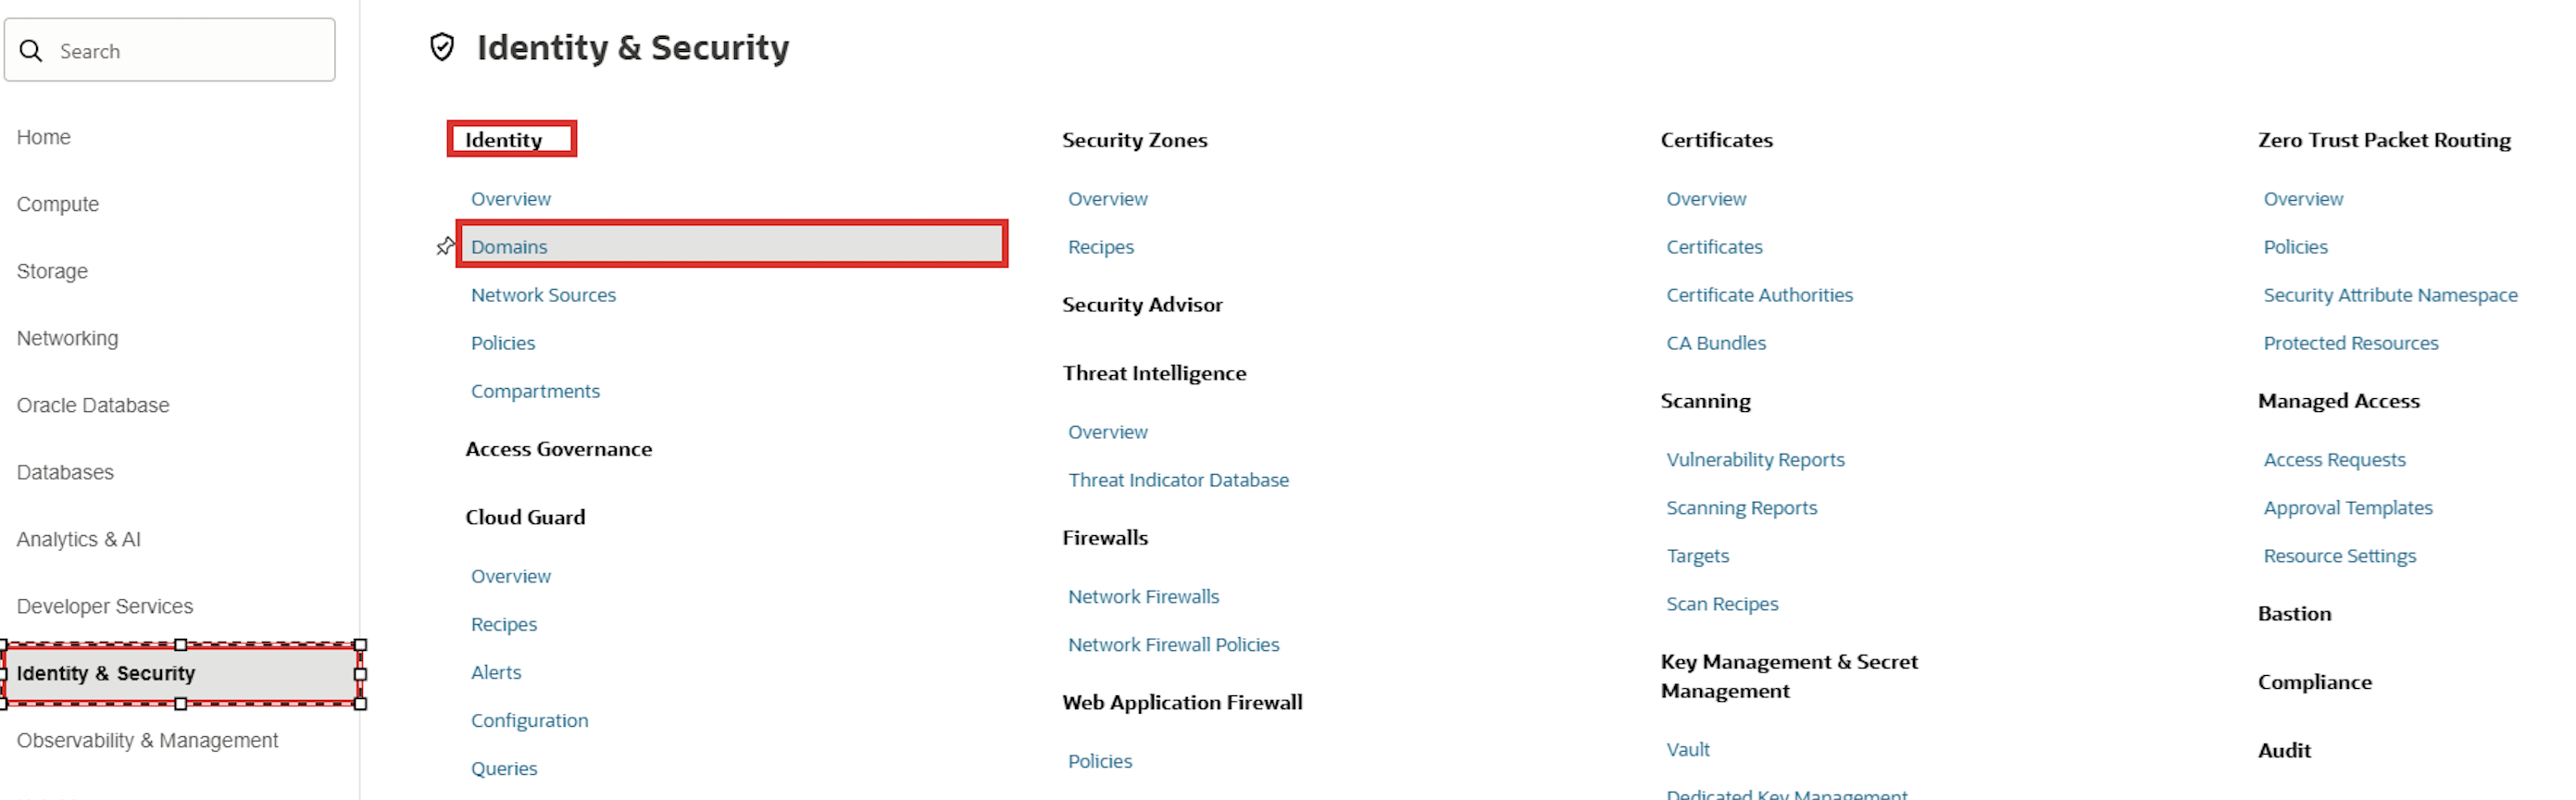 Search
Home
Compute
Storage
Networking
Oracle Database
Databases
Analytics & AI
Developer Services
Identity & Security
Observability & Management
Identity & Security
Identity
Overview
Domains
Network Sources
Policies
Compartments
Access Governance
Cloud Guard
Overview
Recipes
Alerts
Configuration
Queries
Security Zones
Overview
Recipes
Security Advisor
Threat Intelligence
Overview
Threat Indicator Database
Firewalls
Network Firewalls
Network Firewall Policies
Web Application Firewall
Policies
Certificates
Overview
Certificates
Certificate Authorities
CA Bundles
Scanning
Vulnerability Reports
Scanning Reports
Targets
Scan Recipes
Key Management & Secret
Management
Vault
Dedicated Key Management
Zero Trust Packet Routing
Overview
Policies
Security Attribute Namespace
Protected Resources
Managed Access
Access Requests
Approval Templates
Resource Settings
Bastion
Compliance
Audit